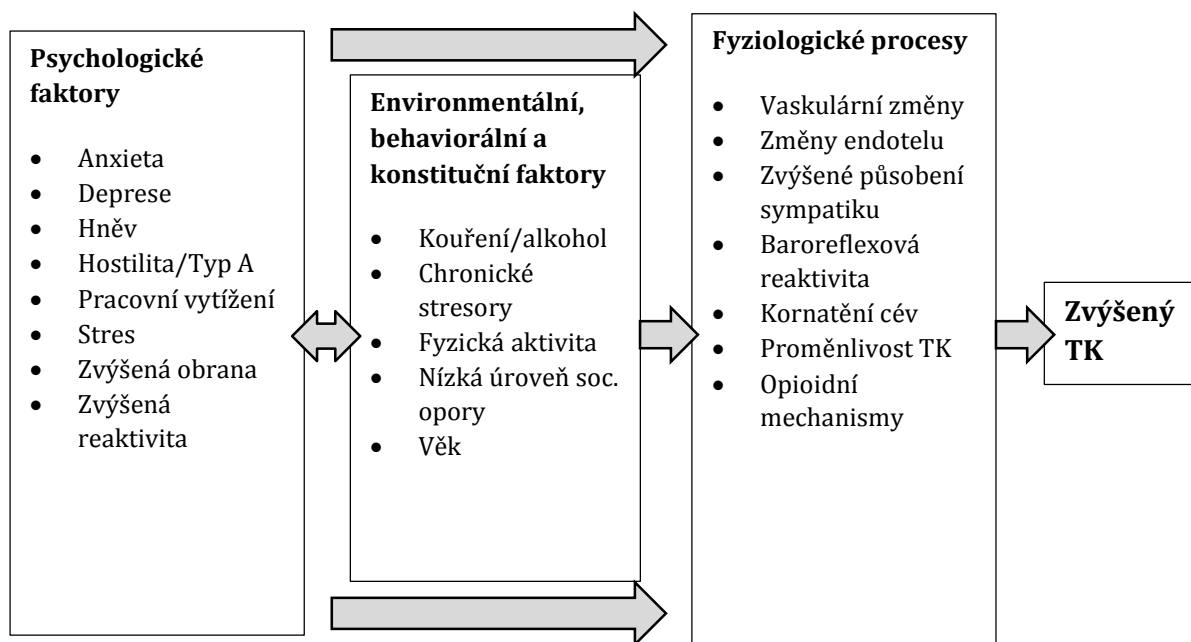 Psychologické
faktory
• Anxieta
• Deprese
• Hněv
• Hostilita/Typ A
• Pracovní vytížení
• Stres
• Zvýšená obrana
• Zvýšená
reaktivita
Environmentální,
behaviorální a
konstituční faktory
• Kouření/alkohol
• Chronické
stresory
• Fyzická aktivita
• Nízká úroveň soc.
opory
• Věk
Fyziologické procesy
• Vaskulární změny
• Změny endotelu
• Zvýšené působení
sympatiku
• Baroreflexová
reaktivita
• Kornatění cév
• Proměnlivost TK
• Opioidní
mechanismy
Zvýšený
TK